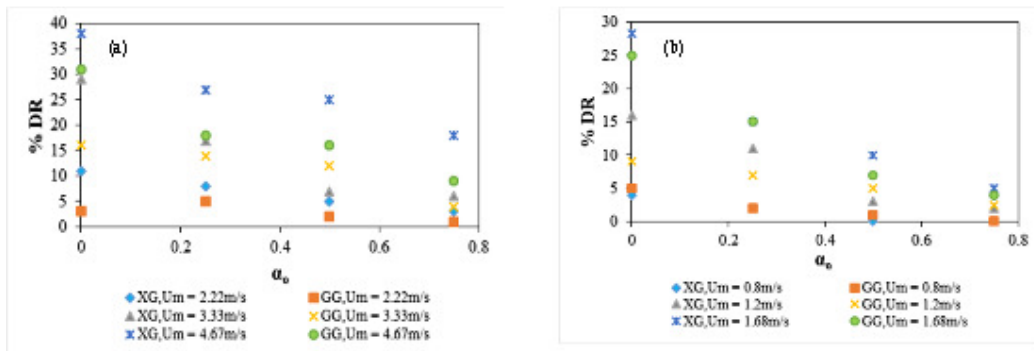 (a)
40
35
30
25
20
15
10
5
0
% DR
0 0.2 0.4 0.6 0.8
αo
XG,Um = 2.22m/s GG,Um = 2.22m/s
XG,Um = 3.33m/s GG,Um = 3.33m/s
XG,Um = 4.67m/s GG,Um = 4.67m/s
(b)
30
25
20
15
10
5
0
% DR
0 0.2 0.4 0.6 0.8
αo
XG,Um = 0.8m/s GG,Um = 0.8m/s
XG,Um = 1.2m/s GG,Um = 1.2m/s
XG,Um = 1.68m/s GG,Um = 1.68m/s